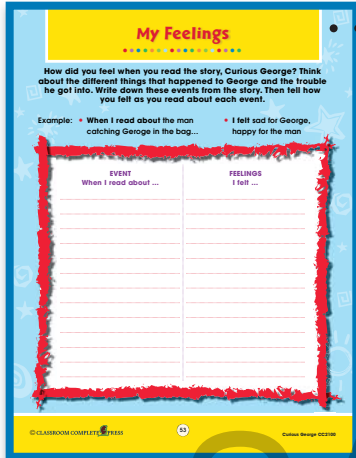 My Feelings
How did you feel when you read the story, Curious George? Think
about the different things that happened to George and the trouble
he got into. Write down these events from the story. Then tell how
you felt as you read about each event.
Example: • When I read about the • I felt sad for George,
man catching Geroge in the bag... happy for the man
EVENT FEELINGS
When I read about ... I felt ...
© CLASSROOM COMPLETE PRESS 53 Curious George CC2100